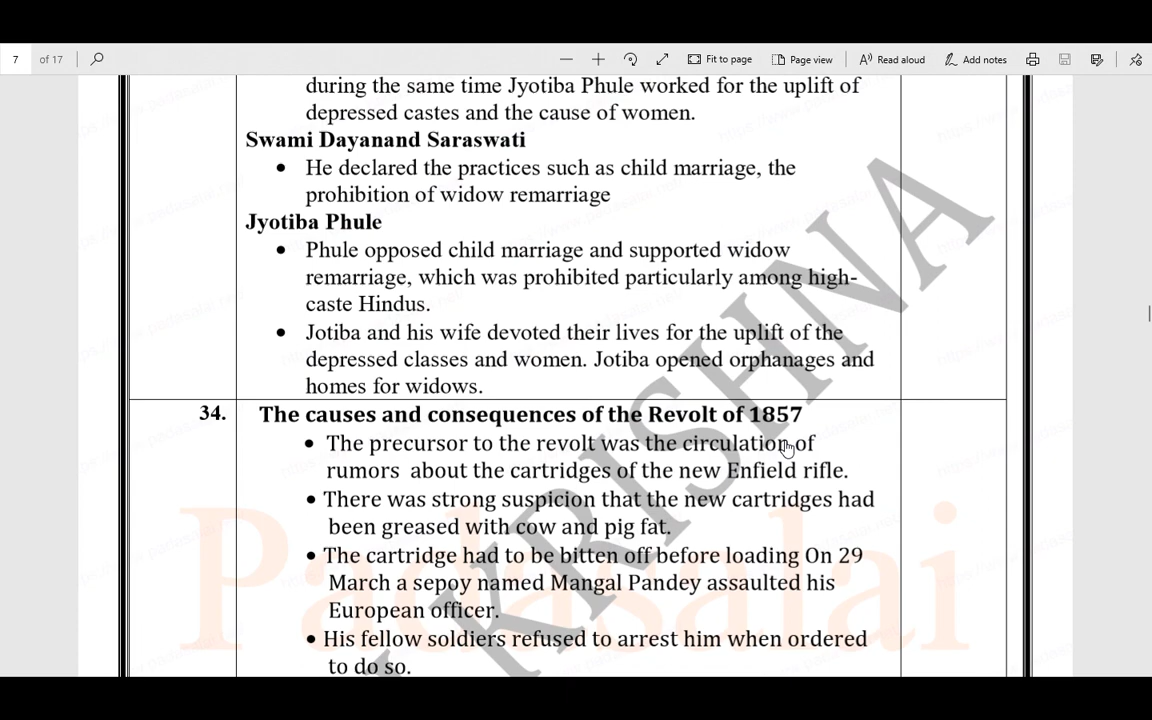 7 of 17 Fit to page Page view Read aloud Add notes
during the same time Jyotiba Phule worked for the uplift of
depressed castes and the cause of women.
Swami Dayanand Saraswati
• He declared the practices such as child marriage, the
prohibition of widow remarriage
Jyotiba Phule
• Phule opposed child marriage and supported widow
remarriage, which was prohibited particularly among high-
caste Hindus.
• Jotiba and his wife devoted their lives for the uplift of the
depressed classes and women. Jotiba opened orphanages and
homes for widows.
34. The causes and consequences of the Revolt of 1857
• The precursor to the revolt was the circulation of
rumors about the cartridges of the new Enfield rifle.
• There was strong suspicion that the new cartridges had
been greased with cow and pig fat.
• The cartridge had to be bitten off before loading On 29
March a sepoy named Mangal Pandey assaulted his
European officer.
• His fellow soldiers refused to arrest him when ordered
to do so.
KRISHNA
Padasalai